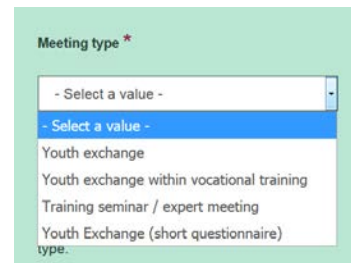 Meeting type *
- Select a value -
- Select a value -
Youth exchange
Youth exchange within vocational training
Training seminar / expert meeting
Youth Exchange (short questionnaire)
type.